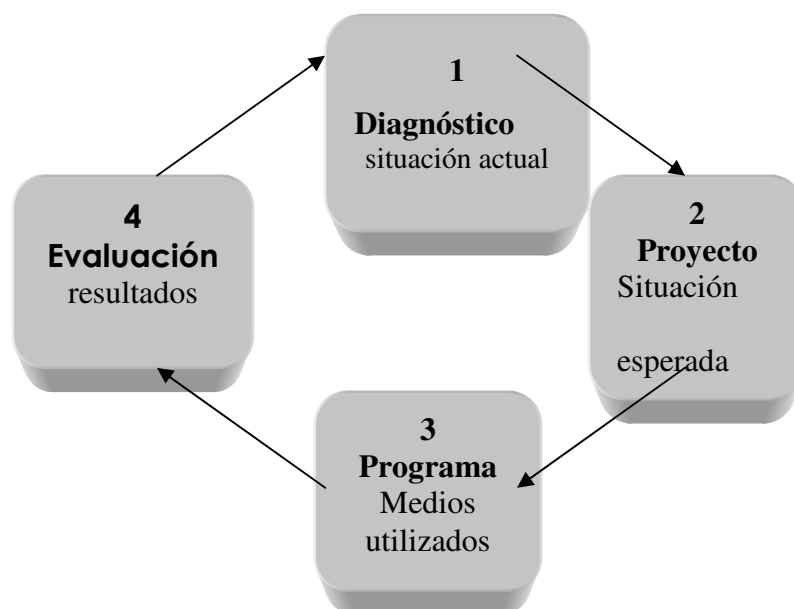 1
Diagnóstico
situación actual
2
Proyecto
Situación
esperada
3
Programa
Medios
utilizados
4
Evaluación
resultados